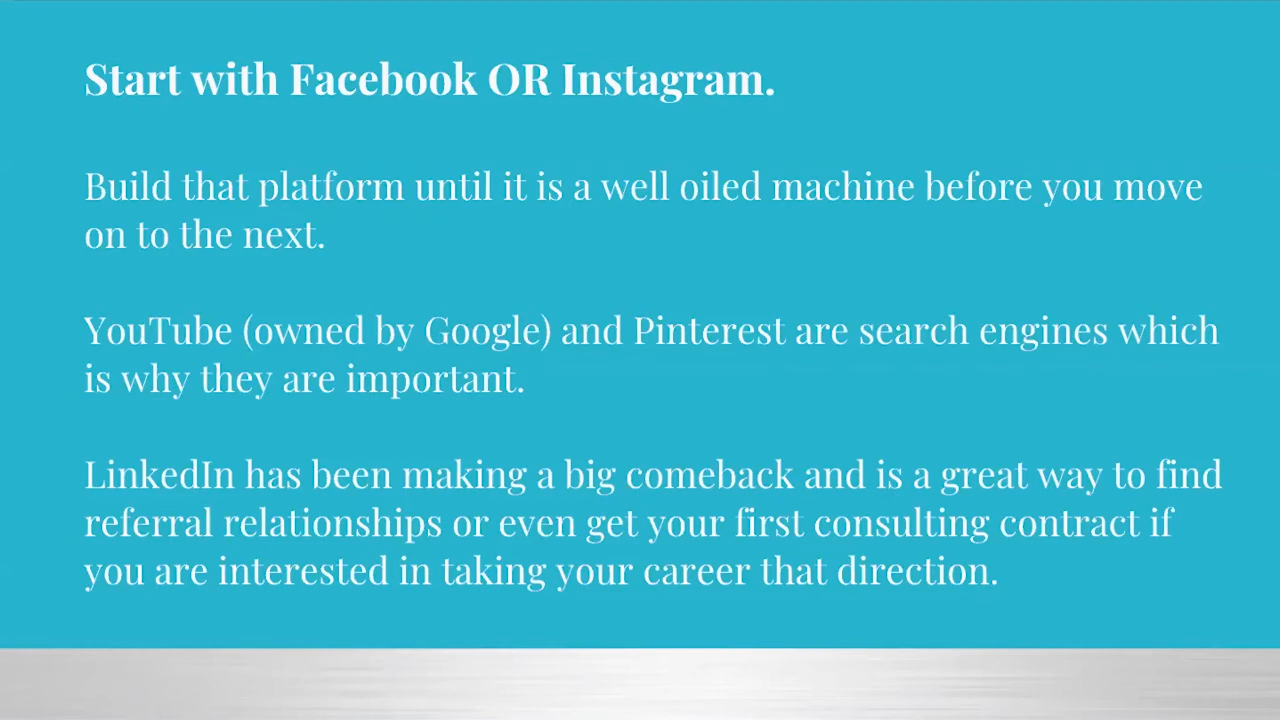 Start with Facebook OR Instagram.
Build that platform until it is a well oiled machine before you move
on to the next.
YouTube (owned by Google) and Pinterest are search engines which
is why they are important.
LinkedIn has been making a big comeback and is a great way to find
referral relationships or even get your first consulting contract if
you are interested in taking your career that direction.